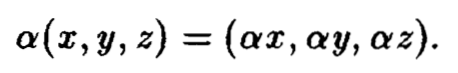 α(x, y, z) = (αx, αy, αz).